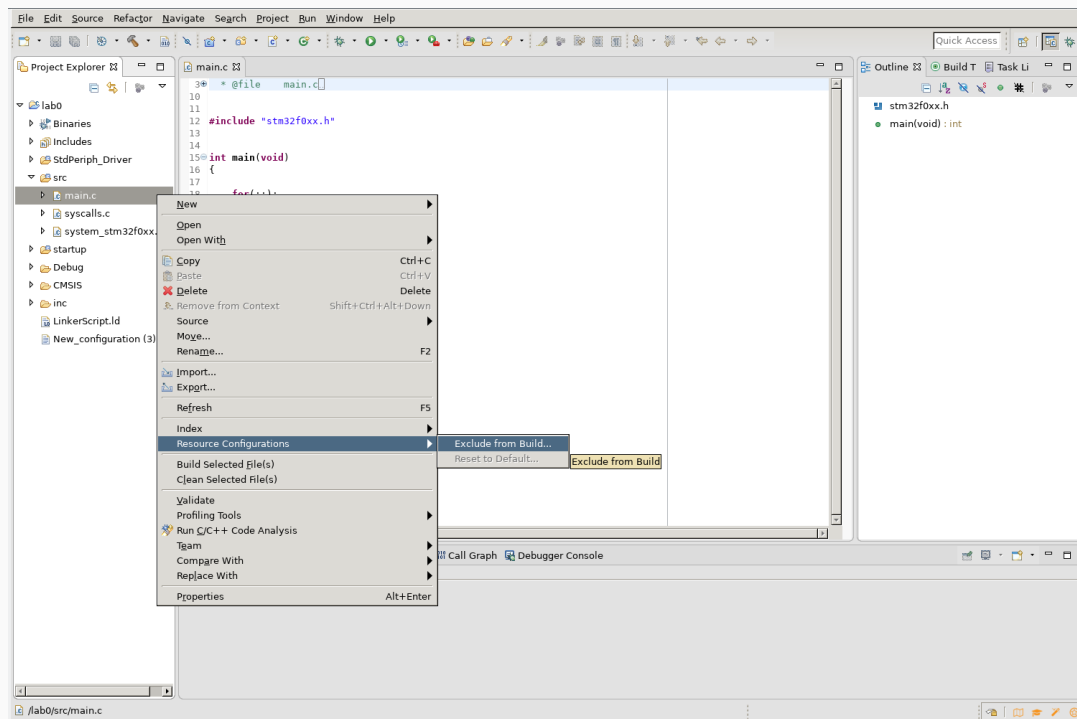 File Edit Source Refactor Navigate Search Project Run Window Help
Quick Access
Project Explorer
lab0
Binaries
Includes
StdPeriph_Driver
src
main.c
syscalls.c
system_stm32f0xx.
startup
Debug
CMSIS
inc
LinkerScript.ld
New_configuration (3)
main.c
3 * @file main.c
10
11
12 #include "stm32f0xx.h"
13
14
15 int main(void)
16 {
17
18 for(;;);
New
Open
Open With
Copy Ctrl+C
Paste Ctrl+V
Delete Delete
Remove from Context Shift+Ctrl+Alt+Down
Source
Move...
Rename... F2
Import...
Export...
Refresh F5
Index
Resource Configurations
Build Selected File(s)
Clean Selected File(s)
Validate
Profiling Tools
Run C/C++ Code Analysis
Team
Compare With
Replace With
Properties Alt+Enter
Exclude from Build...
Reset to Default...
Exclude from Build
Outline Build T Task Li
stm32f0xx.h
main(void) : int
Call Graph Debugger Console
/lab0/src/main.c